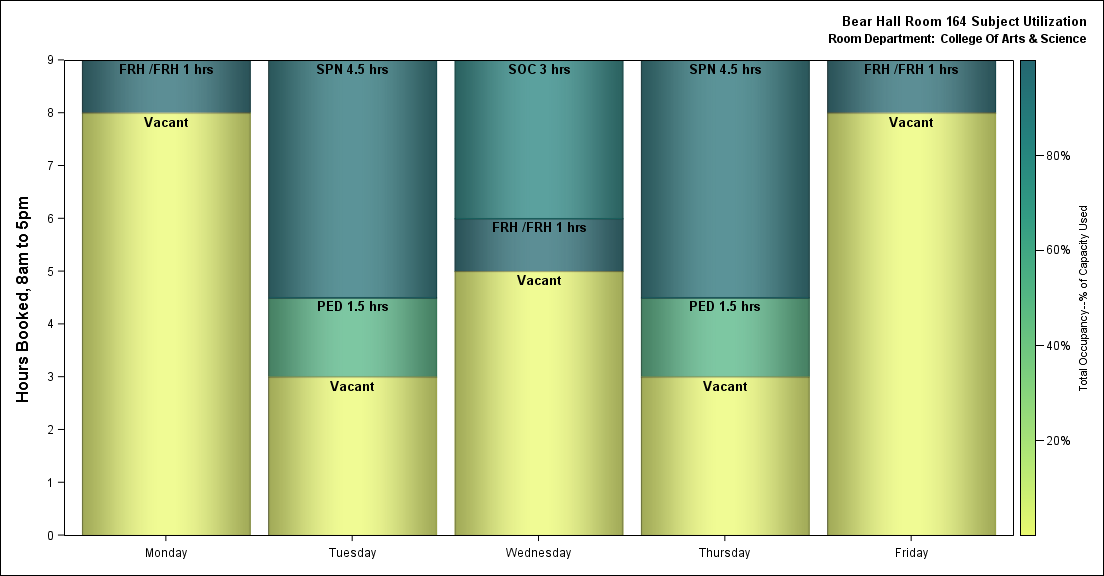 Bear Hall Room 164 Subject Utilization
Room Department: College Of Arts & Science
Hours Booked, 8am to 5pm
9
8
7
6
5
4
3
2
1
0
FRH /FRH 1 hrs
Vacant
SPN 4.5 hrs
PED 1.5 hrs
Vacant
SOC 3 hrs
FRH /FRH 1 hrs
Vacant
SPN 4.5 hrs
PED 1.5 hrs
Vacant
FRH /FRH 1 hrs
Vacant
Monday
Tuesday
Wednesday
Thursday
Friday
80%
60%
40%
20%
Total Occupancy--% of Capacity Used